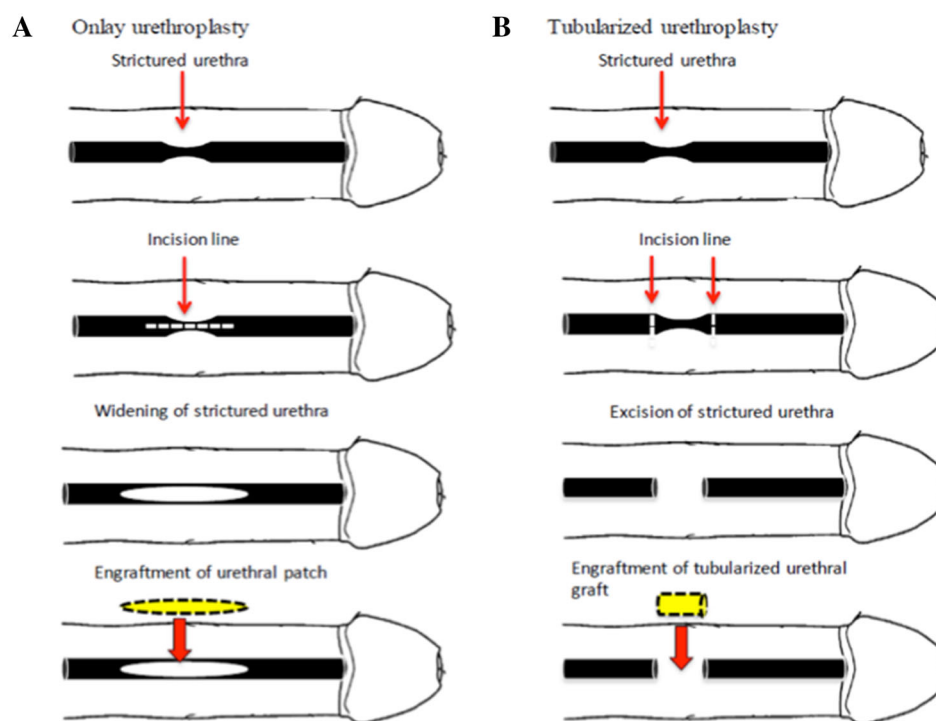 A
Onlay urethroplasty
Strictured urethra
Incision line
Widening of strictured urethra
Engraftment of urethral patch
B
Tubularized urethroplasty
Strictured urethra
Incision line
Excision of strictured urethra
Engraftment of tubularized urethral
graft